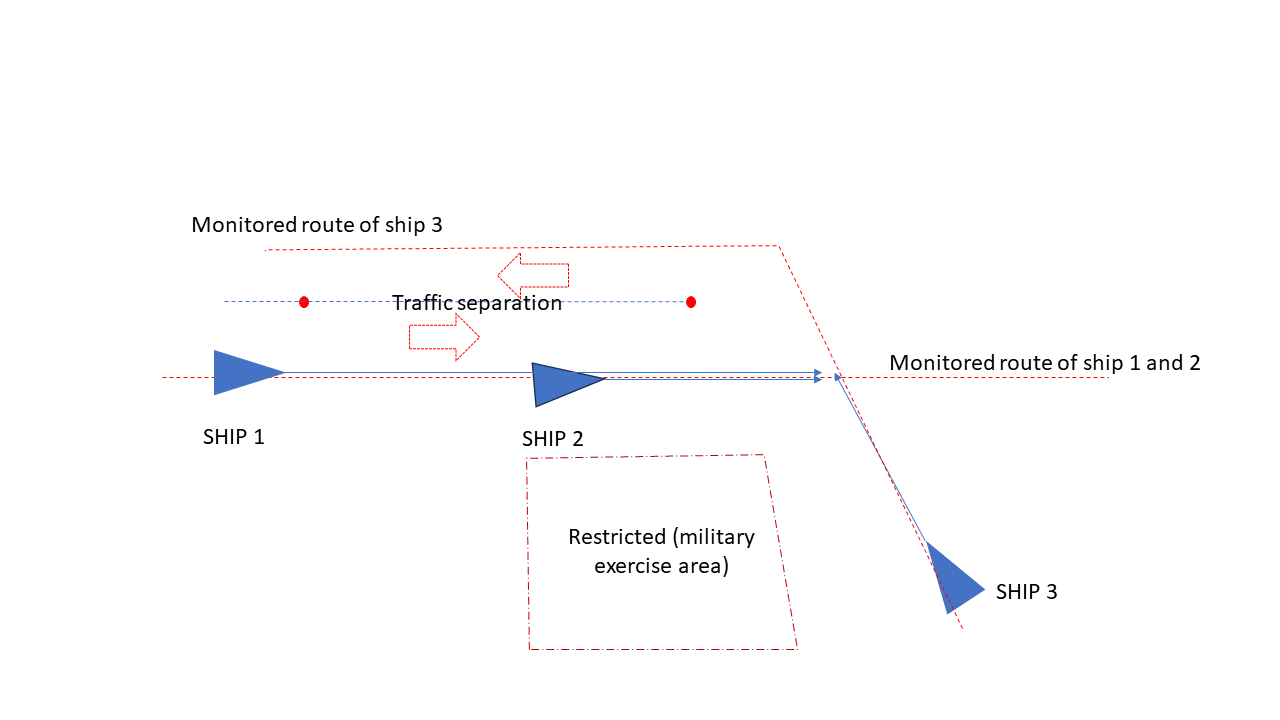 Monitored route of ship 3
Traffic separation
Monitored route of ship 1 and 2
SHIP 1
SHIP 2
Restricted (military
exercise area)
SHIP 3